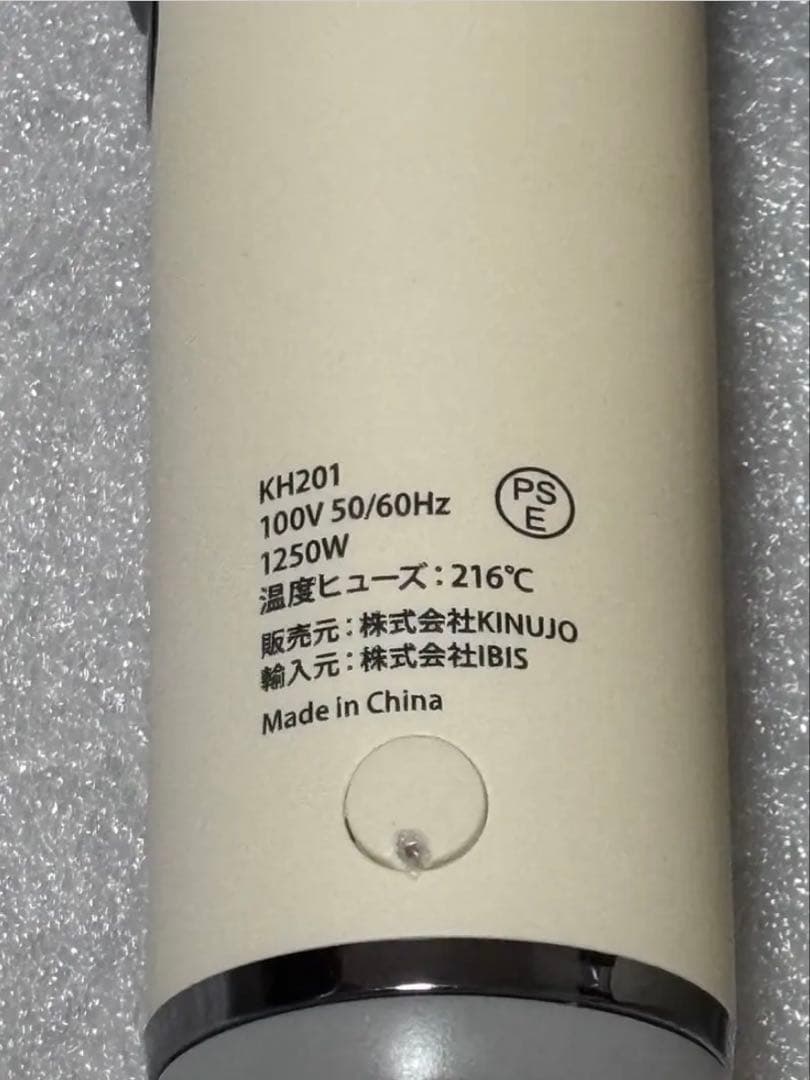 KH201
100V 50/60Hz
1250W
温度ヒューズ：216℃
販売元：株式会社KINUJO
輸入元：株式会社IBIS
Made in China
PS
E